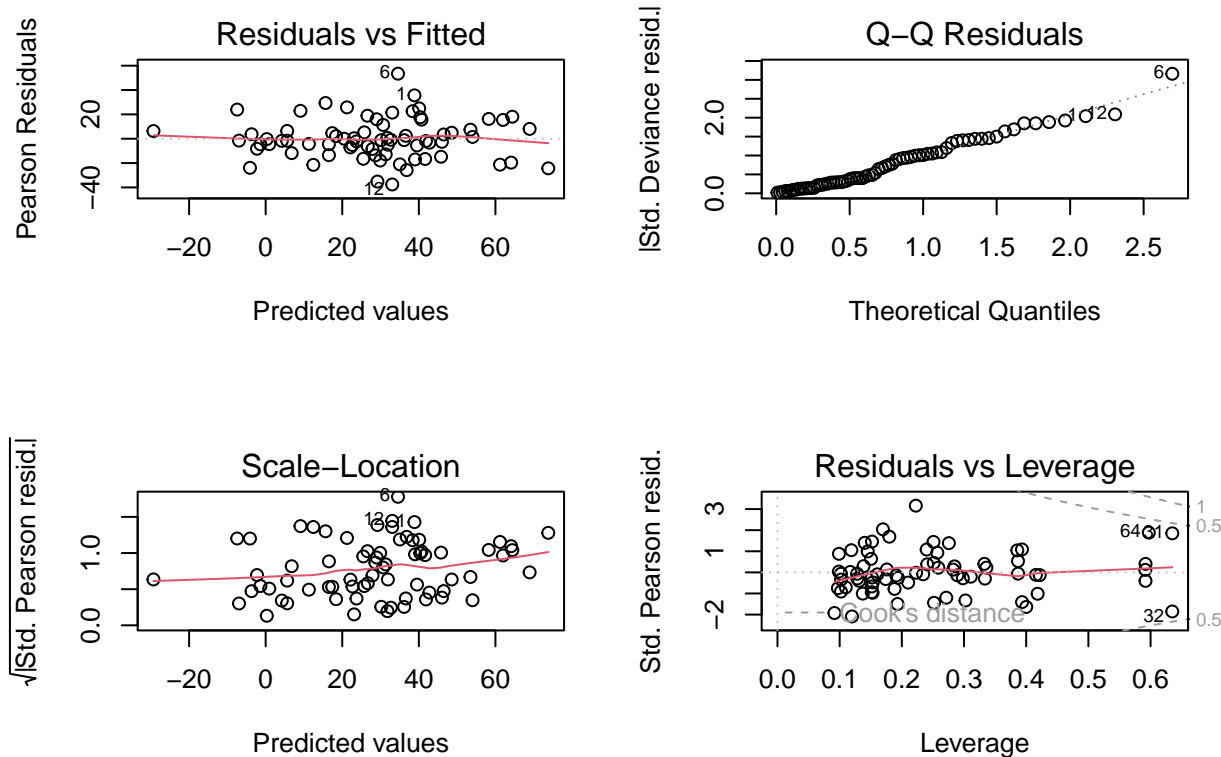 Residuals vs Fitted
Pearson Residuals
20
−40
6
1
12
−20 0 20 40 60
Predicted values
Q−Q Residuals
|Std. Deviance resid.|
2.0
0.0
6
1
12
0.0 0.5 1.0 1.5 2.0 2.5
Theoretical Quantiles
Scale−Location
√|Std. Pearson resid.|
1.0
0.0
6
12
1
−20 0 20 40 60
Predicted values
Residuals vs Leverage
Std. Pearson resid.
3
1
−2
1
0.5
0.5
64
31
32
Cook's distance
0.0 0.1 0.2 0.3 0.4 0.5 0.6
Leverage